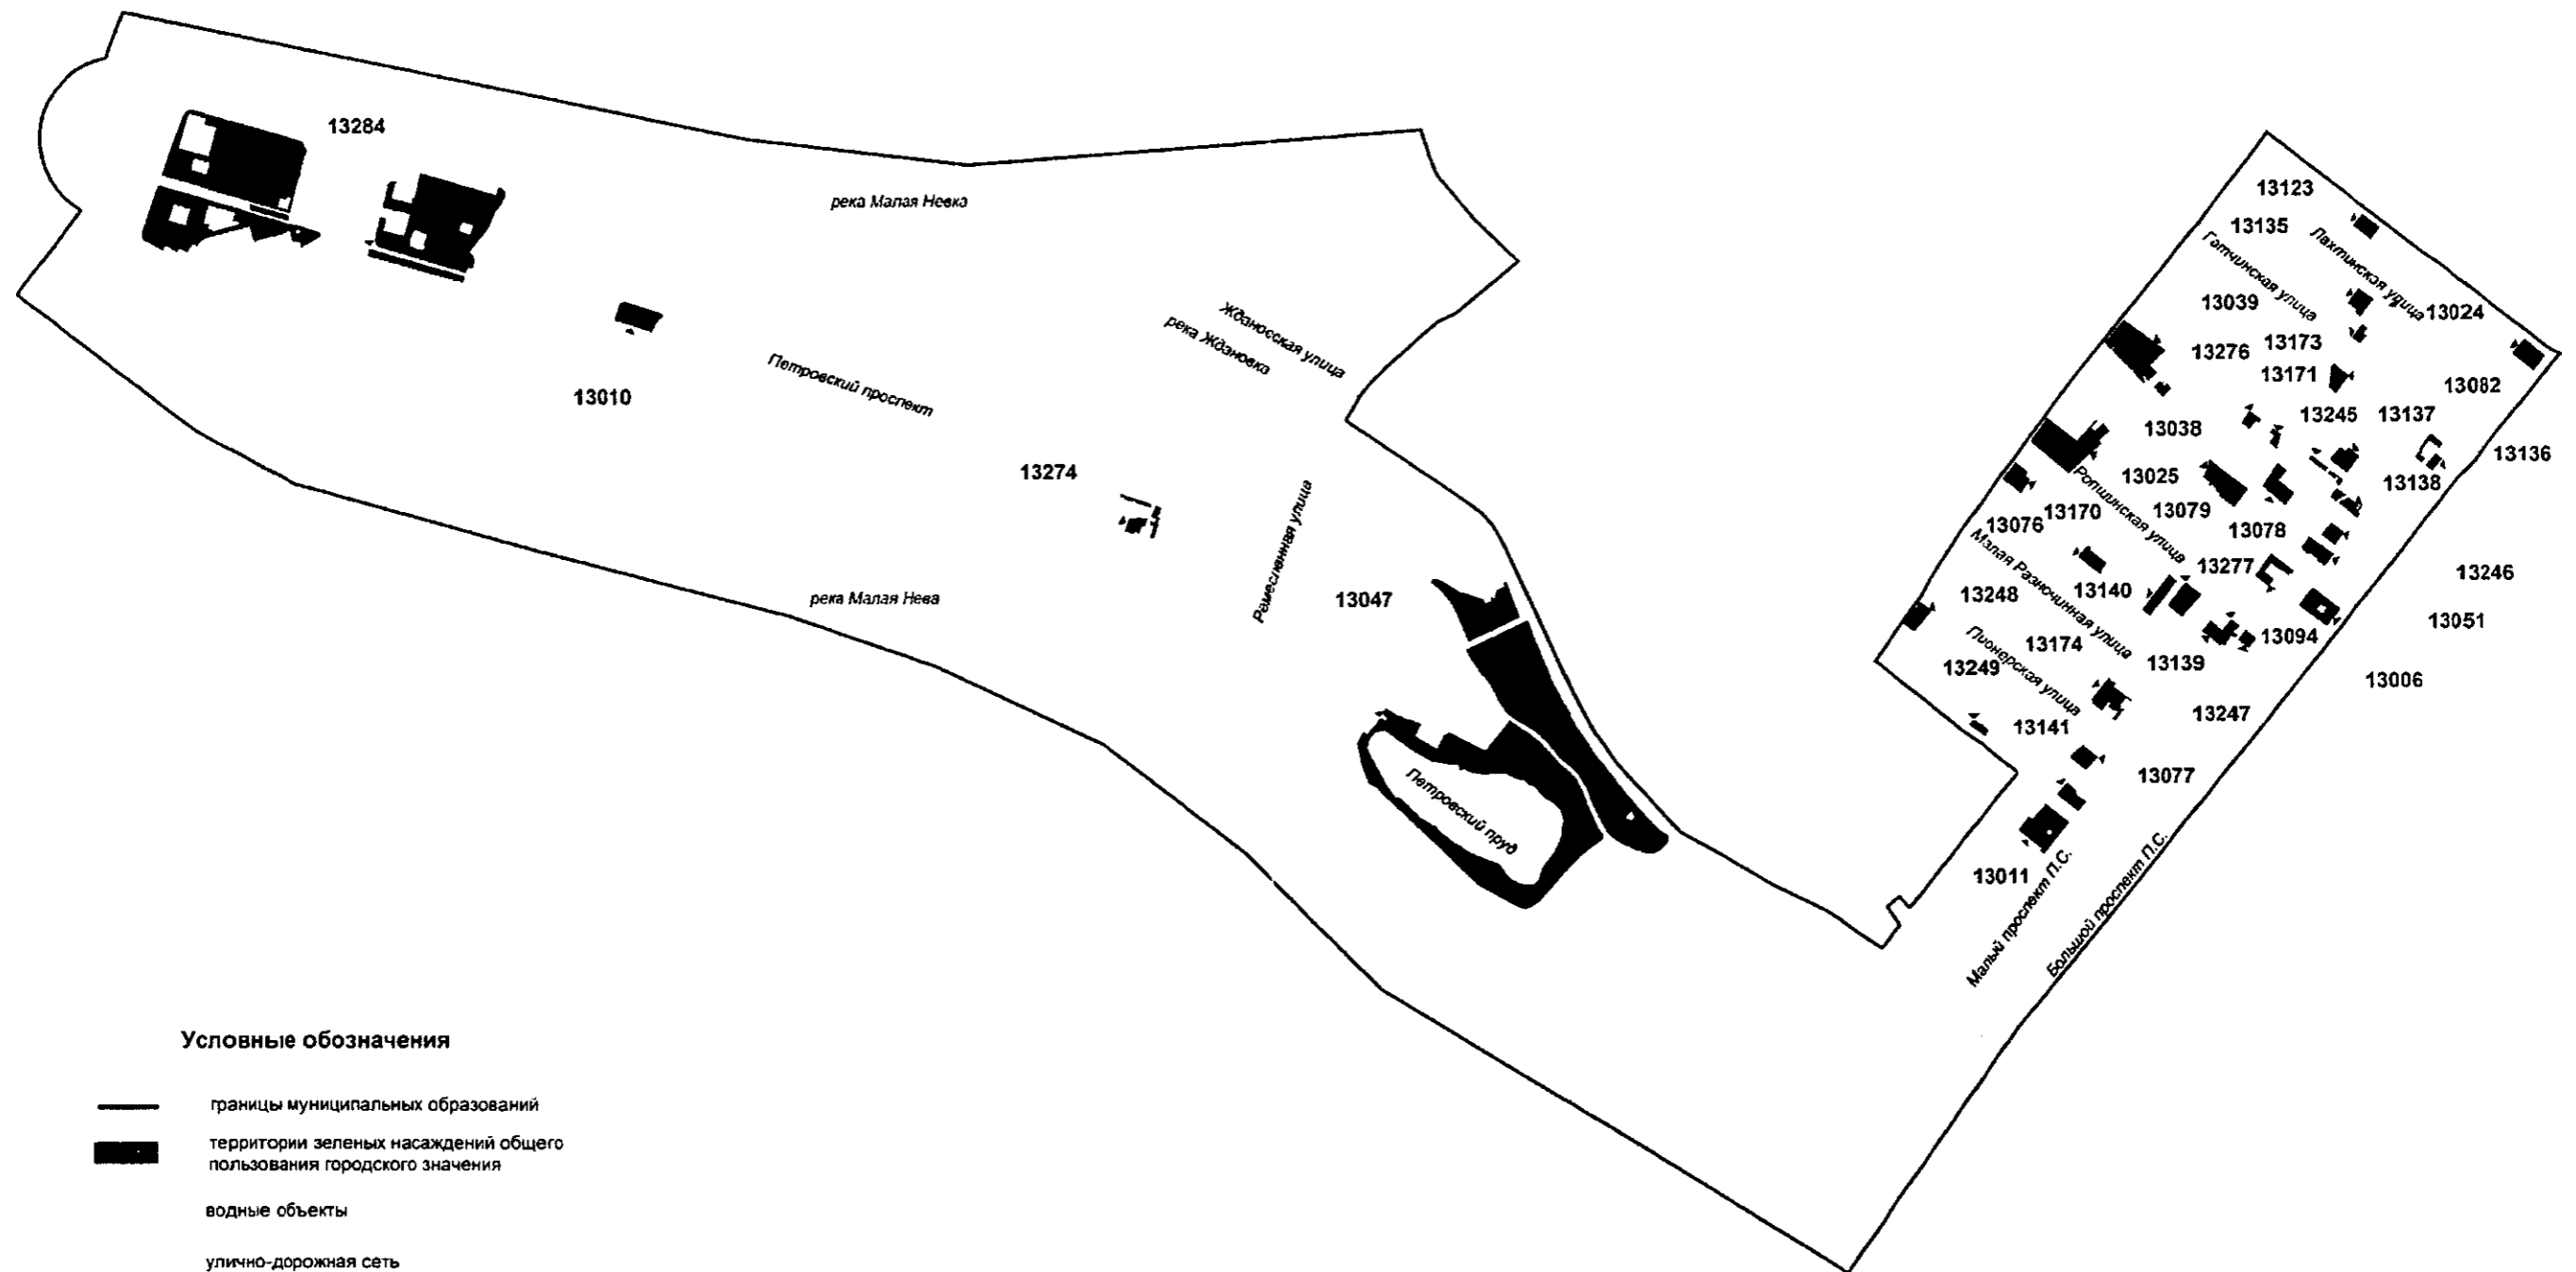 13284
река Малая Невка
13010
Петровский проспект
Ждановская улица
река Ждановка
13274
Ремесленная улица
река Малая Нева
13047
Петровский пруд
13123
13135
Лахтинская улица
Гатчинская улица
13039
13024
13173
13276
13171
13082
13245
13137
13038
13136
13025
13138
Ропшинская улица
13170
13079
13076
13078
Малая Разночинная улица
13277
13246
13140
13248
13051
Пионерская улица
13094
13174
13139
13249
13006
13247
13141
13077
13011
Малый проспект П.С.
Большой проспект П.С.
Условные обозначения
границы муниципальных образований
территории зеленых насаждений общего
пользования городского значения
водные объекты
улично-дорожная сеть